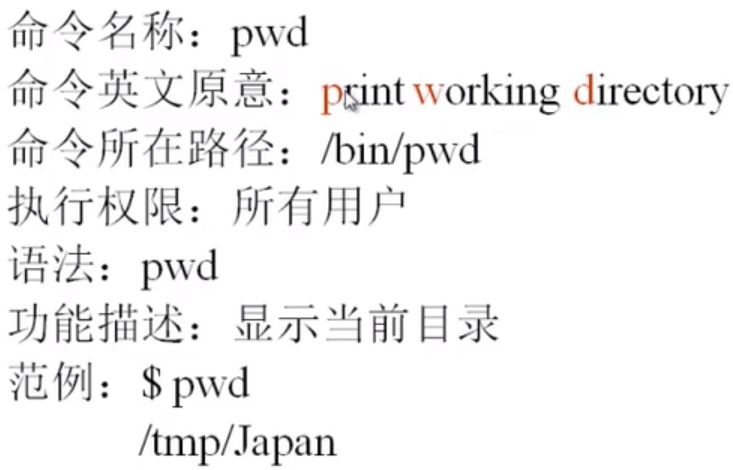 命令名称：pwd
命令英文原意：print working directory
命令所在路径：/bin/pwd
执行权限：所有用户
语法：pwd
功能描述：显示当前目录
范例：$ pwd
/tmp/Japan